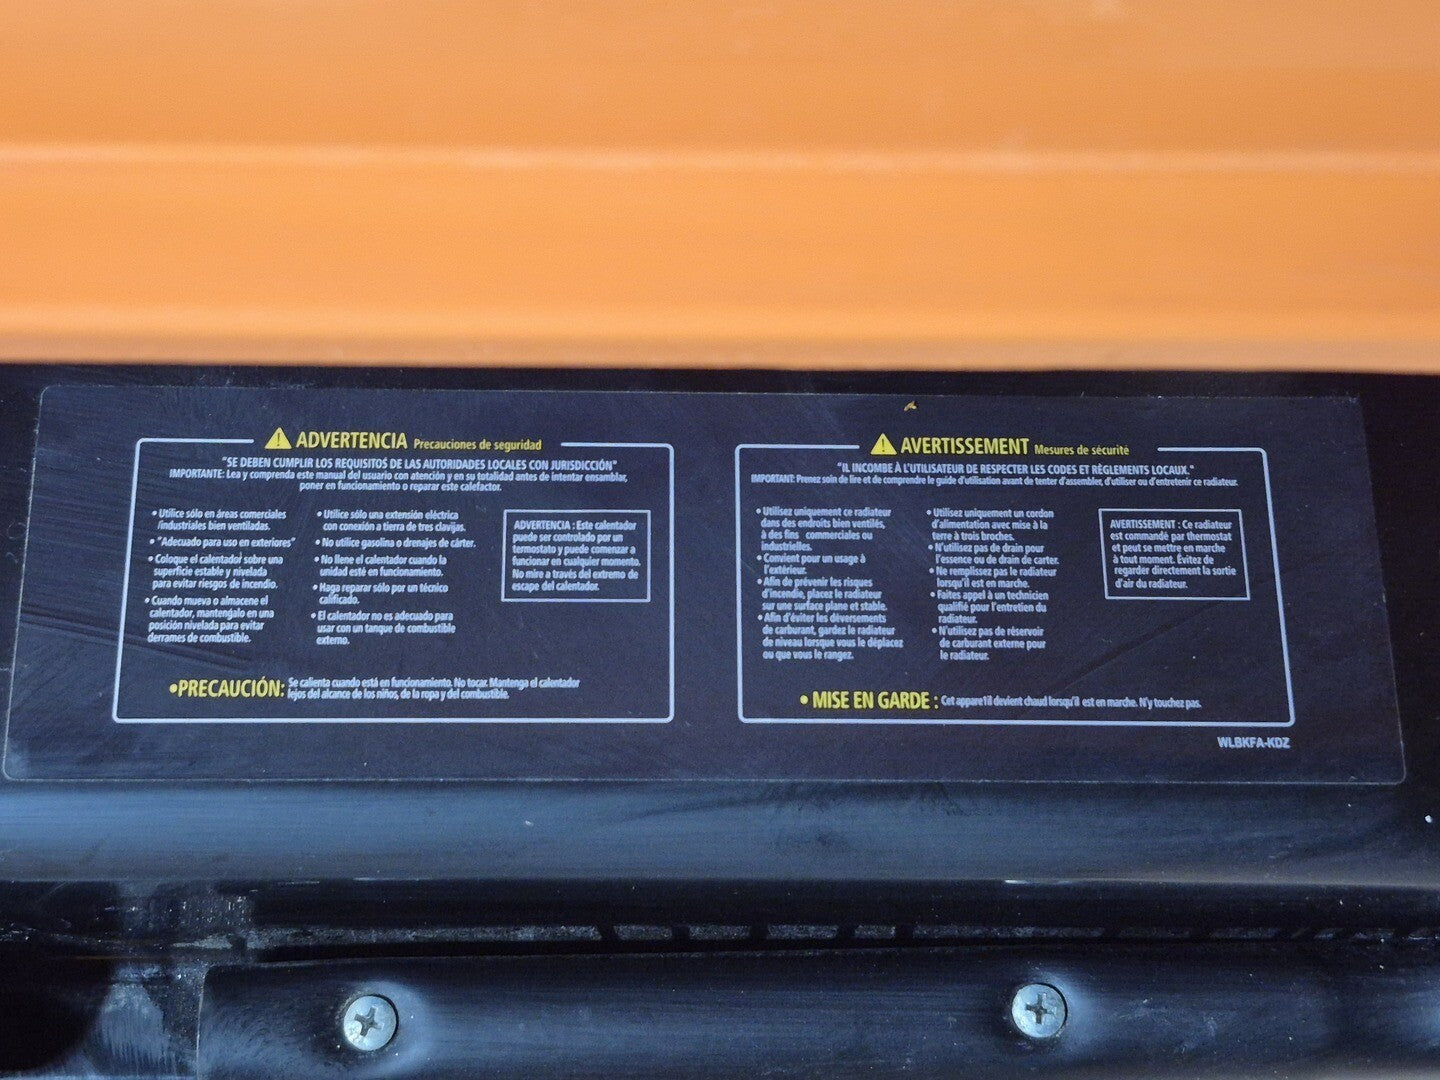 ADVERTENCIA Precauciones de seguridad
"SE DEBEN CUMPLIR LOS REQUISITOS DE LAS AUTORIDADES LOCALES CON JURISDICCIÓN"
IMPORTANTE: Lea y comprenda este manual del usuario con atención y en su totalidad antes de intentar ensamblar,
poner en funcionamiento o reparar este calefactor.
• Utilice sólo en áreas comerciales
/industriales bien ventiladas.
• "Adecuado para uso en exteriores"
• Coloque el calentador sobre una
superficie estable y nivelada
para evitar riesgos de incendio.
• Cuando mueva o almacene el
calentador, manténgalo en una
posición nivelada para evitar
derrames de combustible.
• Utilice sólo una extensión eléctrica
con conexión a tierra de tres clavijas.
• No utilice gasolina o drenajes de cárter.
• No llene el calentador cuando la
unidad esté en funcionamiento.
• Haga reparar sólo por un técnico
calificado.
• El calentador no es adecuado para
usar con un tanque de combustible
externo.
ADVERTENCIA : Este calentador
puede ser controlado por un
termostato y puede comenzar a
funcionar en cualquier momento.
No mire a través del extremo de
escape del calentador.
•PRECAUCIÓN: Se calienta cuando está en funcionamiento. No tocar. Mantenga el calentador
lejos del alcance de los niños, de la ropa y del combustible.
AVERTISSEMENT Mesures de sécurité
"IL INCOMBE À L'UTILISATEUR DE RESPECTER LES CODES ET RÈGLEMENTS LOCAUX."
IMPORTANT: Prenez soin de lire et de comprendre le guide d'utilisation avant de tenter d'assembler, d'utiliser ou d'entretenir ce radiateur.
• Utilisez uniquement ce radiateur
dans des endroits bien ventilés,
à des fins commerciales ou
industrielles.
• Convient pour un usage à
l'extérieur.
• Afin de prévenir les risques
d'incendie, placez le radiateur
sur une surface plane et stable.
• Afin d'éviter les déversements
de carburant, gardez le radiateur
de niveau lorsque vous le déplacez
ou que vous le rangez.
• Utilisez uniquement un cordon
d'alimentation avec mise à la
terre à trois broches.
• N'utilisez pas de drain pour
l'essence ou de drain de carter.
• Ne remplissez pas le radiateur
lorsqu'il est en marche.
• Faites appel à un technicien
qualifié pour l'entretien du
radiateur.
• N'utilisez pas de réservoir
de carburant externe pour
le radiateur.
AVERTISSEMENT : Ce radiateur
est commandé par thermostat
et peut se mettre en marche
à tout moment. Évitez de
regarder directement la sortie
d'air du radiateur.
• MISE EN GARDE : Cet appare1il devient chaud lorsqu'il est en marche. N'y touchez pas.
WLBKFA-KDZ